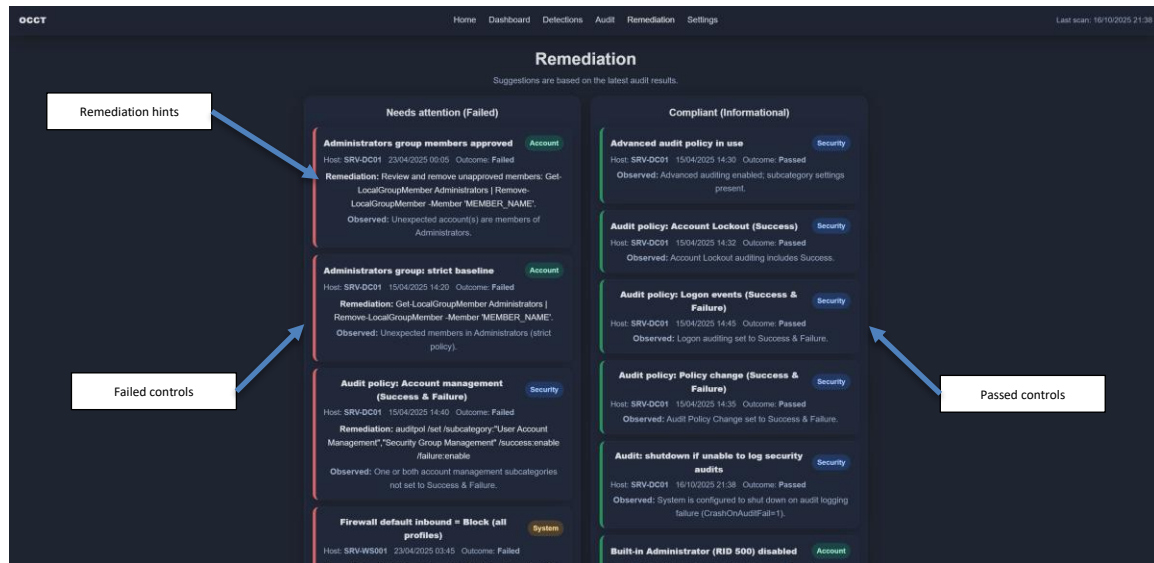 OCCT
Home Dashboard Detections Audit Remediation Settings
Last scan: 16/10/2025 21:38
Remediation
Suggestions are based on the latest audit results.
Remediation hints
Failed controls
Passed controls
Needs attention (Failed)
Administrators group members approved Account
Host: SRV-DC01 23/04/2025 00:05 Outcome: Failed
Remediation: Review and remove unapproved members: Get-
LocalGroupMember Administrators | Remove-
LocalGroupMember -Member 'MEMBER_NAME'.
Observed: Unexpected account(s) are members of
Administrators.
Administrators group: strict baseline Account
Host: SRV-DC01 15/04/2025 14:20 Outcome: Failed
Remediation: Get-LocalGroupMember Administrators |
Remove-LocalGroupMember -Member 'MEMBER_NAME'.
Observed: Unexpected members in Administrators (strict
policy).
Audit policy: Account management
(Success & Failure) Security
Host: SRV-DC01 15/04/2025 14:40 Outcome: Failed
Remediation: auditpol /set /subcategory:"User Account
Management","Security Group Management" /success:enable
/failure:enable
Observed: One or both account management subcategories
not set to Success & Failure.
Firewall default inbound = Block (all
profiles) System
Host: SRV-WS001 23/04/2025 03:45 Outcome: Failed
Compliant (Informational)
Advanced audit policy in use Security
Host: SRV-DC01 15/04/2025 14:30 Outcome: Passed
Observed: Advanced auditing enabled; subcategory settings
present.
Audit policy: Account Lockout (Success) Security
Host: SRV-DC01 15/04/2025 14:32 Outcome: Passed
Observed: Account Lockout auditing includes Success.
Audit policy: Logon events (Success &
Failure) Security
Host: SRV-DC01 15/04/2025 14:45 Outcome: Passed
Observed: Logon auditing set to Success & Failure.
Audit policy: Policy change (Success &
Failure) Security
Host: SRV-DC01 15/04/2025 14:35 Outcome: Passed
Observed: Audit Policy Change set to Success & Failure.
Audit: shutdown if unable to log security
audits Security
Host: SRV-DC01 16/10/2025 21:38 Outcome: Passed
Observed: System is configured to shut down on audit logging
failure (CrashOnAuditFail=1).
Built-in Administrator (RID 500) disabled Account